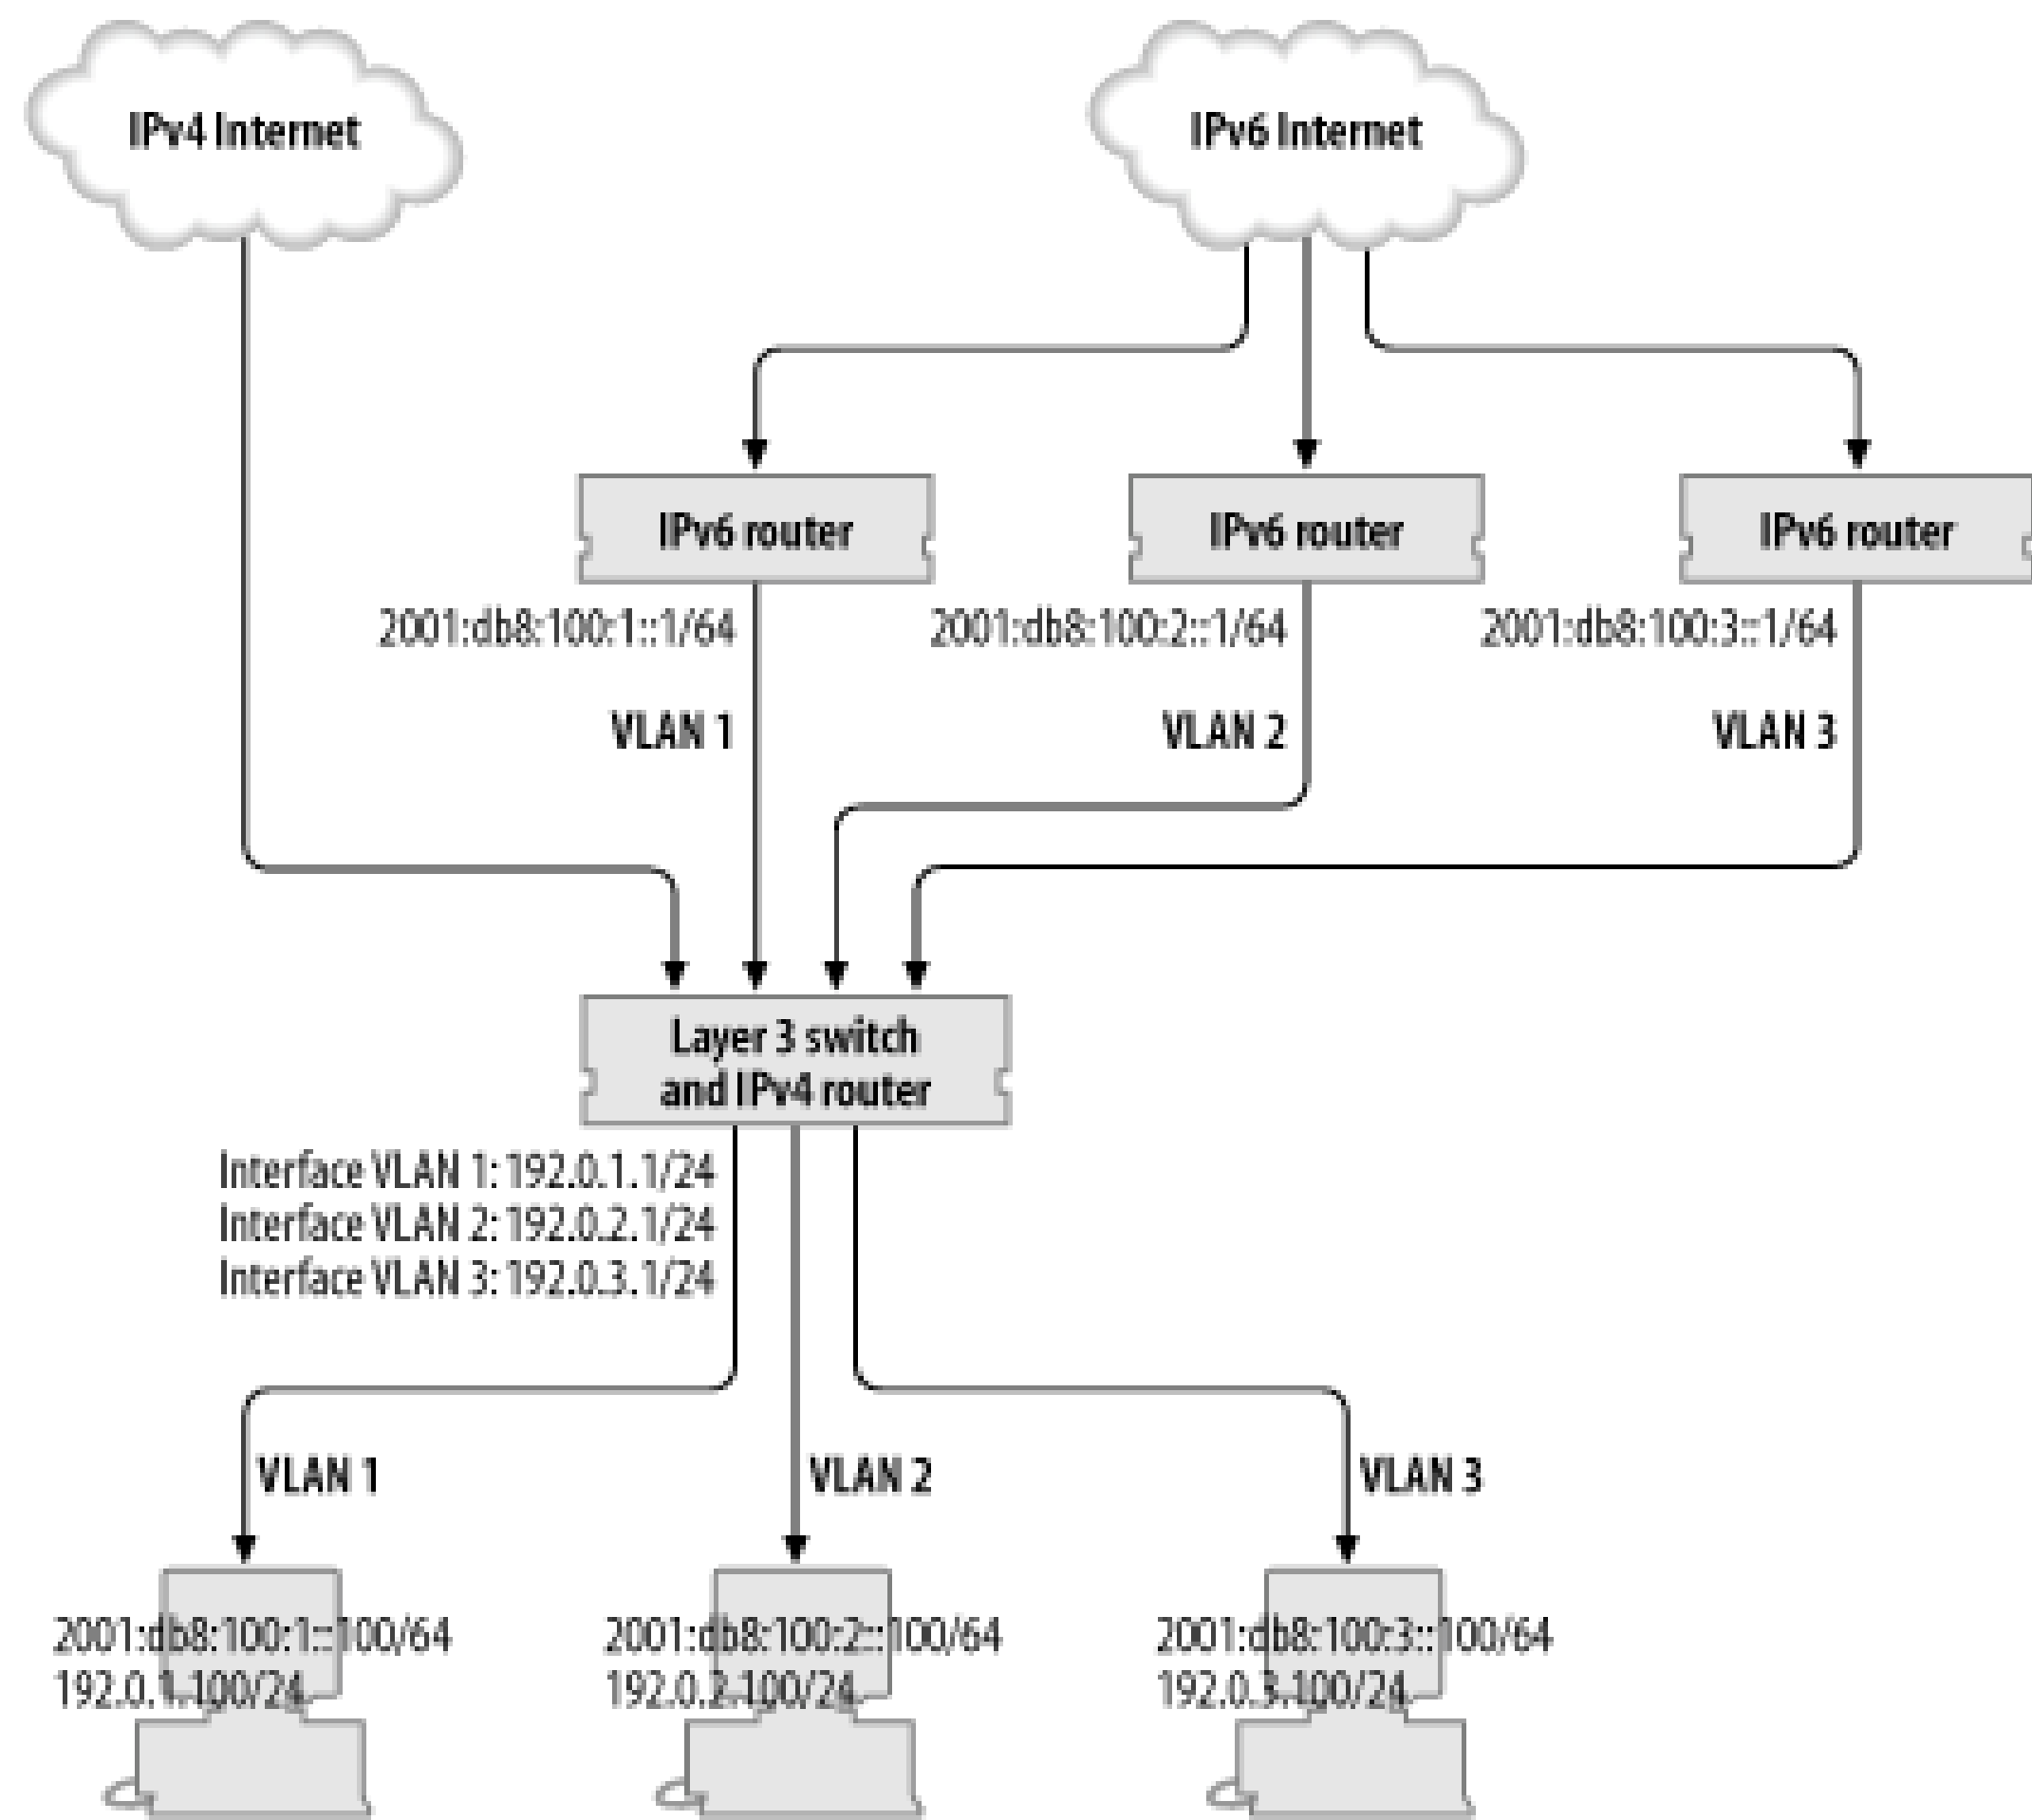 IPv4 Internet
IPv6 Internet
IPv6 router
IPv6 router
IPv6 router
2001:db8:100:1::1/64
2001:db8:100:2::1/64
2001:db8:100:3::1/64
VLAN 1
VLAN 2
VLAN 3
Layer 3 switch
and IPv4 router
Interface VLAN 1: 192.0.1.1/24
Interface VLAN 2: 192.0.2.1/24
Interface VLAN 3: 192.0.3.1/24
VLAN 1
VLAN 2
VLAN 3
2001:db8:100:1::100/64
192.0.1.100/24
2001:db8:100:2::100/64
192.0.2.100/24
2001:db8:100:3::100/64
192.0.3.100/24